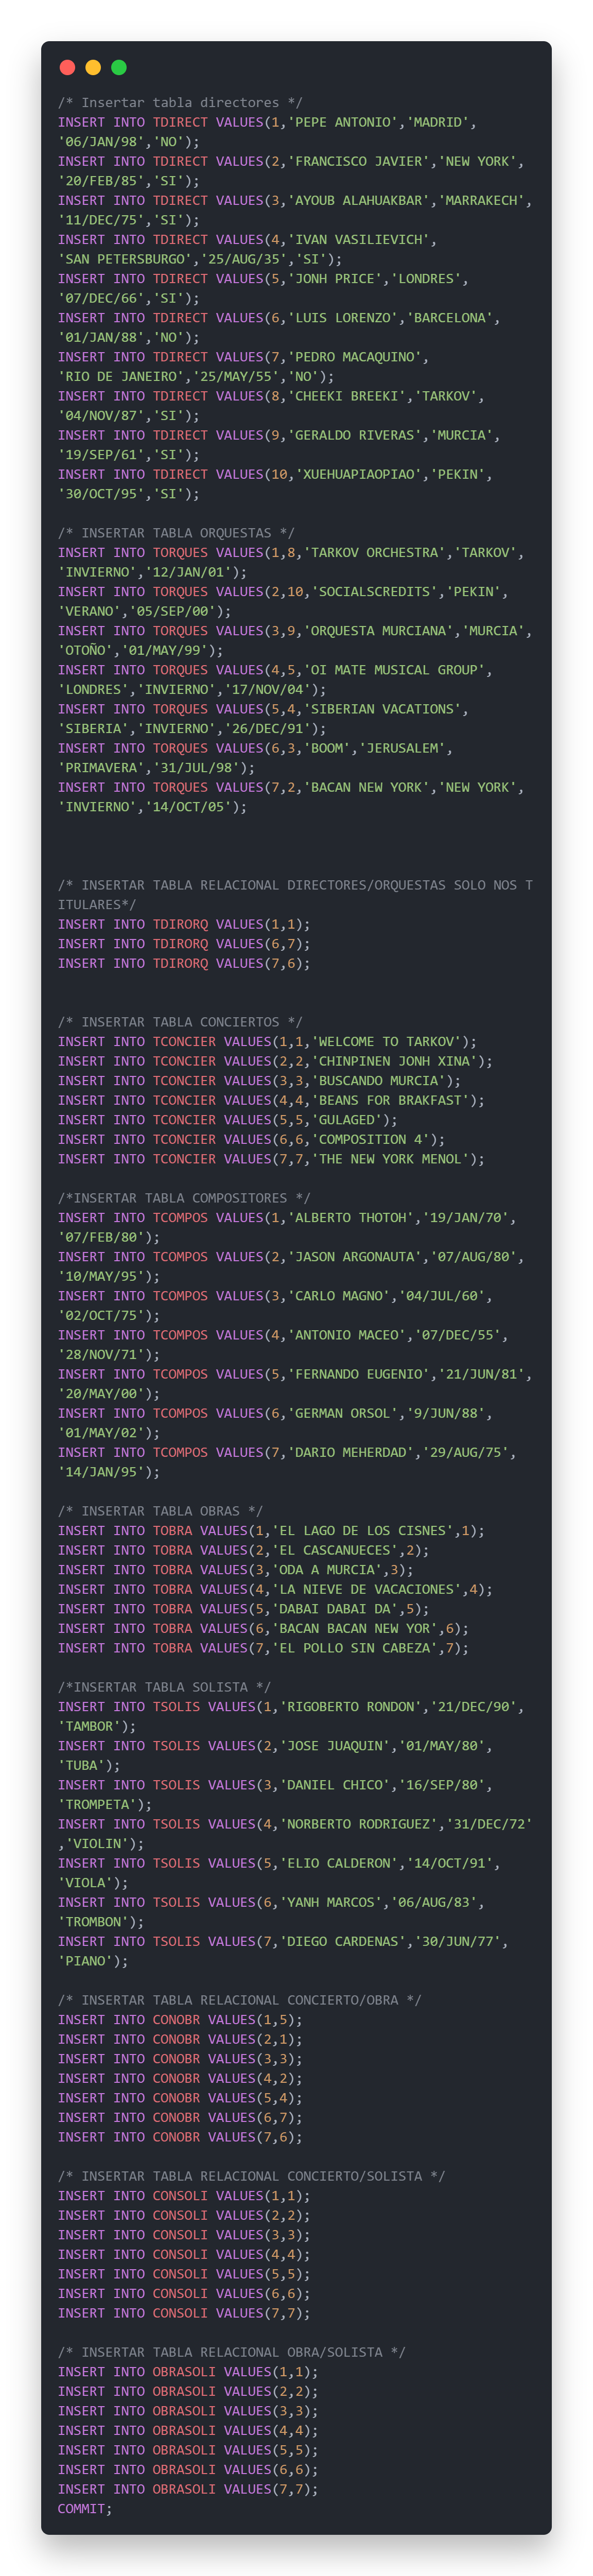 /* Insertar tabla directores */
INSERT INTO TDIRECT VALUES(1,'PEPE ANTONIO','MADRID',
'06/JAN/98','NO');
INSERT INTO TDIRECT VALUES(2,'FRANCISCO JAVIER','NEW YORK',
'20/FEB/85','SI');
INSERT INTO TDIRECT VALUES(3,'AYOUB ALAHUAKBAR','MARRAKECH',
'11/DEC/75','SI');
INSERT INTO TDIRECT VALUES(4,'IVAN VASILIEVICH',
'SAN PETERSBURGO','25/AUG/35','SI');
INSERT INTO TDIRECT VALUES(5,'JONH PRICE','LONDRES',
'07/DEC/66','SI');
INSERT INTO TDIRECT VALUES(6,'LUIS LORENZO','BARCELONA',
'01/JAN/88','NO');
INSERT INTO TDIRECT VALUES(7,'PEDRO MACAQUINO',
'RIO DE JANEIRO','25/MAY/55','NO');
INSERT INTO TDIRECT VALUES(8,'CHEEKI BREEKI','TARKOV',
'04/NOV/87','SI');
INSERT INTO TDIRECT VALUES(9,'GERALDO RIVERAS','MURCIA',
'19/SEP/61','SI');
INSERT INTO TDIRECT VALUES(10,'XUEHUAPIAOPIAO','PEKIN',
'30/OCT/95','SI');

/* INSERTAR TABLA ORQUESTAS */
INSERT INTO TORQUES VALUES(1,8,'TARKOV ORCHESTRA','TARKOV',
'INVIERNO','12/JAN/01');
INSERT INTO TORQUES VALUES(2,10,'SOCIALSCREDITS','PEKIN',
'VERANO','05/SEP/00');
INSERT INTO TORQUES VALUES(3,9,'ORQUESTA MURCIANA','MURCIA',
'OTOÑO','01/MAY/99');
INSERT INTO TORQUES VALUES(4,5,'OI MATE MUSICAL GROUP',
'LONDRES','INVIERNO','17/NOV/04');
INSERT INTO TORQUES VALUES(5,4,'SIBERIAN VACATIONS',
'SIBERIA','INVIERNO','26/DEC/91');
INSERT INTO TORQUES VALUES(6,3,'BOOM','JERUSALEM',
'PRIMAVERA','31/JUL/98');
INSERT INTO TORQUES VALUES(7,2,'BACAN NEW YORK','NEW YORK',
'INVIERNO','14/OCT/05');

/* INSERTAR TABLA RELACIONAL DIRECTORES/ORQUESTAS SOLO NOS T
ITULARES*/
INSERT INTO TDIRORQ VALUES(1,1);
INSERT INTO TDIRORQ VALUES(6,7);
INSERT INTO TDIRORQ VALUES(7,6);

/* INSERTAR TABLA CONCIERTOS */
INSERT INTO TCONCIER VALUES(1,1,'WELCOME TO TARKOV');
INSERT INTO TCONCIER VALUES(2,2,'CHINPINEN JONH XINA');
INSERT INTO TCONCIER VALUES(3,3,'BUSCANDO MURCIA');
INSERT INTO TCONCIER VALUES(4,4,'BEANS FOR BRAKFAST');
INSERT INTO TCONCIER VALUES(5,5,'GULAGED');
INSERT INTO TCONCIER VALUES(6,6,'COMPOSITION 4');
INSERT INTO TCONCIER VALUES(7,7,'THE NEW YORK MENOL');

/*INSERTAR TABLA COMPOSITORES */
INSERT INTO TCOMPOS VALUES(1,'ALBERTO THOTOH','19/JAN/70',
'07/FEB/80');
INSERT INTO TCOMPOS VALUES(2,'JASON ARGONAUTA','07/AUG/80',
'10/MAY/95');
INSERT INTO TCOMPOS VALUES(3,'CARLO MAGNO','04/JUL/60',
'02/OCT/75');
INSERT INTO TCOMPOS VALUES(4,'ANTONIO MACEO','07/DEC/55',
'28/NOV/71');
INSERT INTO TCOMPOS VALUES(5,'FERNANDO EUGENIO','21/JUN/81',
'20/MAY/00');
INSERT INTO TCOMPOS VALUES(6,'GERMAN ORSOL','9/JUN/88',
'01/MAY/02');
INSERT INTO TCOMPOS VALUES(7,'DARIO MEHERDAD','29/AUG/75',
'14/JAN/95');

/* INSERTAR TABLA OBRAS */
INSERT INTO TOBRA VALUES(1,'EL LAGO DE LOS CISNES',1);
INSERT INTO TOBRA VALUES(2,'EL CASCANUECES',2);
INSERT INTO TOBRA VALUES(3,'ODA A MURCIA',3);
INSERT INTO TOBRA VALUES(4,'LA NIEVE DE VACACIONES',4);
INSERT INTO TOBRA VALUES(5,'DABAI DABAI DA',5);
INSERT INTO TOBRA VALUES(6,'BACAN BACAN NEW YOR',6);
INSERT INTO TOBRA VALUES(7,'EL POLLO SIN CABEZA',7);

/*INSERTAR TABLA SOLISTA */
INSERT INTO TSOLIS VALUES(1,'RIGOBERTO RONDON','21/DEC/90',
'TAMBOR');
INSERT INTO TSOLIS VALUES(2,'JOSE JUAQUIN','01/MAY/80',
'TUBA');
INSERT INTO TSOLIS VALUES(3,'DANIEL CHICO','16/SEP/80',
'TROMPETA');
INSERT INTO TSOLIS VALUES(4,'NORBERTO RODRIGUEZ','31/DEC/72'
,'VIOLIN');
INSERT INTO TSOLIS VALUES(5,'ELIO CALDERON','14/OCT/91',
'VIOLA');
INSERT INTO TSOLIS VALUES(6,'YANH MARCOS','06/AUG/83',
'TROMBON');
INSERT INTO TSOLIS VALUES(7,'DIEGO CARDENAS','30/JUN/77',
'PIANO');

/* INSERTAR TABLA RELACIONAL CONCIERTO/OBRA */
INSERT INTO CONOBR VALUES(1,5);
INSERT INTO CONOBR VALUES(2,1);
INSERT INTO CONOBR VALUES(3,3);
INSERT INTO CONOBR VALUES(4,2);
INSERT INTO CONOBR VALUES(5,4);
INSERT INTO CONOBR VALUES(6,7);
INSERT INTO CONOBR VALUES(7,6);

/* INSERTAR TABLA RELACIONAL CONCIERTO/SOLISTA */
INSERT INTO CONSOLI VALUES(1,1);
INSERT INTO CONSOLI VALUES(2,2);
INSERT INTO CONSOLI VALUES(3,3);
INSERT INTO CONSOLI VALUES(4,4);
INSERT INTO CONSOLI VALUES(5,5);
INSERT INTO CONSOLI VALUES(6,6);
INSERT INTO CONSOLI VALUES(7,7);

/* INSERTAR TABLA RELACIONAL OBRA/SOLISTA */
INSERT INTO OBRASOLI VALUES(1,1);
INSERT INTO OBRASOLI VALUES(2,2);
INSERT INTO OBRASOLI VALUES(3,3);
INSERT INTO OBRASOLI VALUES(4,4);
INSERT INTO OBRASOLI VALUES(5,5);
INSERT INTO OBRASOLI VALUES(6,6);
INSERT INTO OBRASOLI VALUES(7,7);
COMMIT;